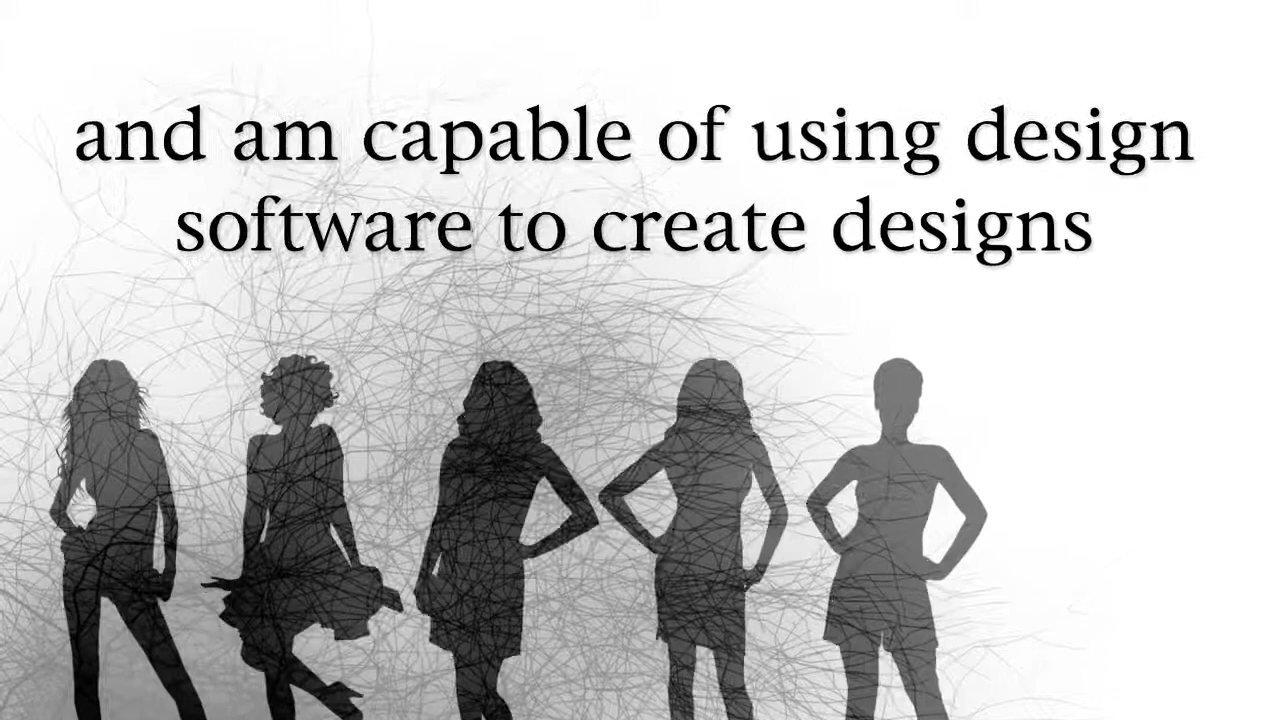 and am capable of using design
software to create designs